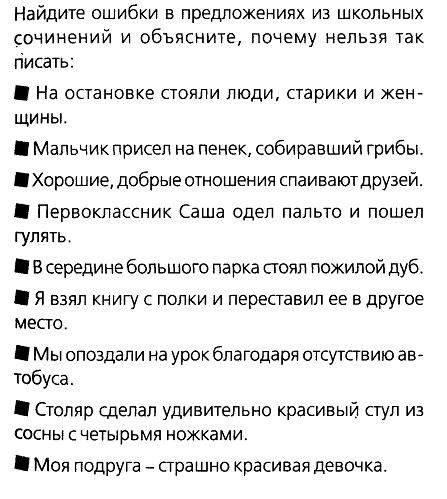 Найдите ошибки в предложениях из школьных
сочинений и объясните, почему нельзя так
писать:
■ На остановке стояли люди, старики и жен-
щины.
■ Мальчик присел на пенек, собиравший грибы.
■ Хорошие, добрые отношения спаивают друзей.
■ Первоклассник Саша одел пальто и пошел
гулять.
■ В середине большого парка стоял пожилой дуб.
■ Я взял книгу с полки и переставил ее в другое
место.
■ Мы опоздали на урок благодаря отсутствию ав-
тобуса.
■ Столяр сделал удивительно красивый стул из
сосны с четырьмя ножками.
■ Моя подруга – страшно красивая девочка.